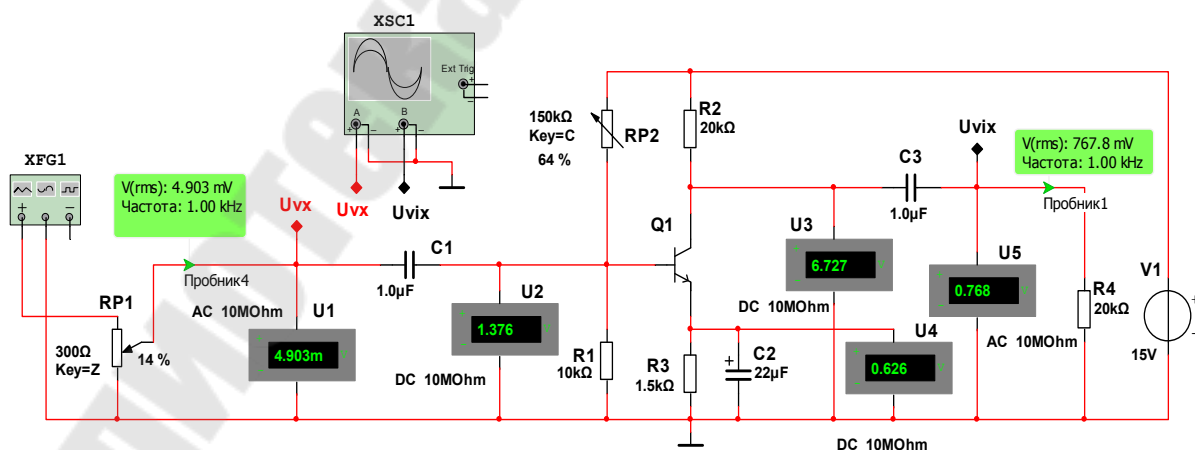 XSC1
Ext Trig
A
B
XFG1
V(rms): 4.903 mV
Частота: 1.00 kHz
Uvx
Uvx
Uvix
Пробник4
C1
1.0µF
RP1
300Ω
Key=Z
14 %
AC 10MOhm
U1
4.903m
V
U2
1.376
V
DC 10MOhm
R1
10kΩ
150kΩ
Key=C
64 %
RP2
R2
20kΩ
Q1
R3
1.5kΩ
C2
22µF
U3
6.727
V
DC 10MOhm
C3
1.0µF
Uvix
V(rms): 767.8 mV
Частота: 1.00 kHz
Пробник1
U5
0.768
V
AC 10MOhm
U4
0.626
V
DC 10MOhm
R4
20kΩ
V1
15V